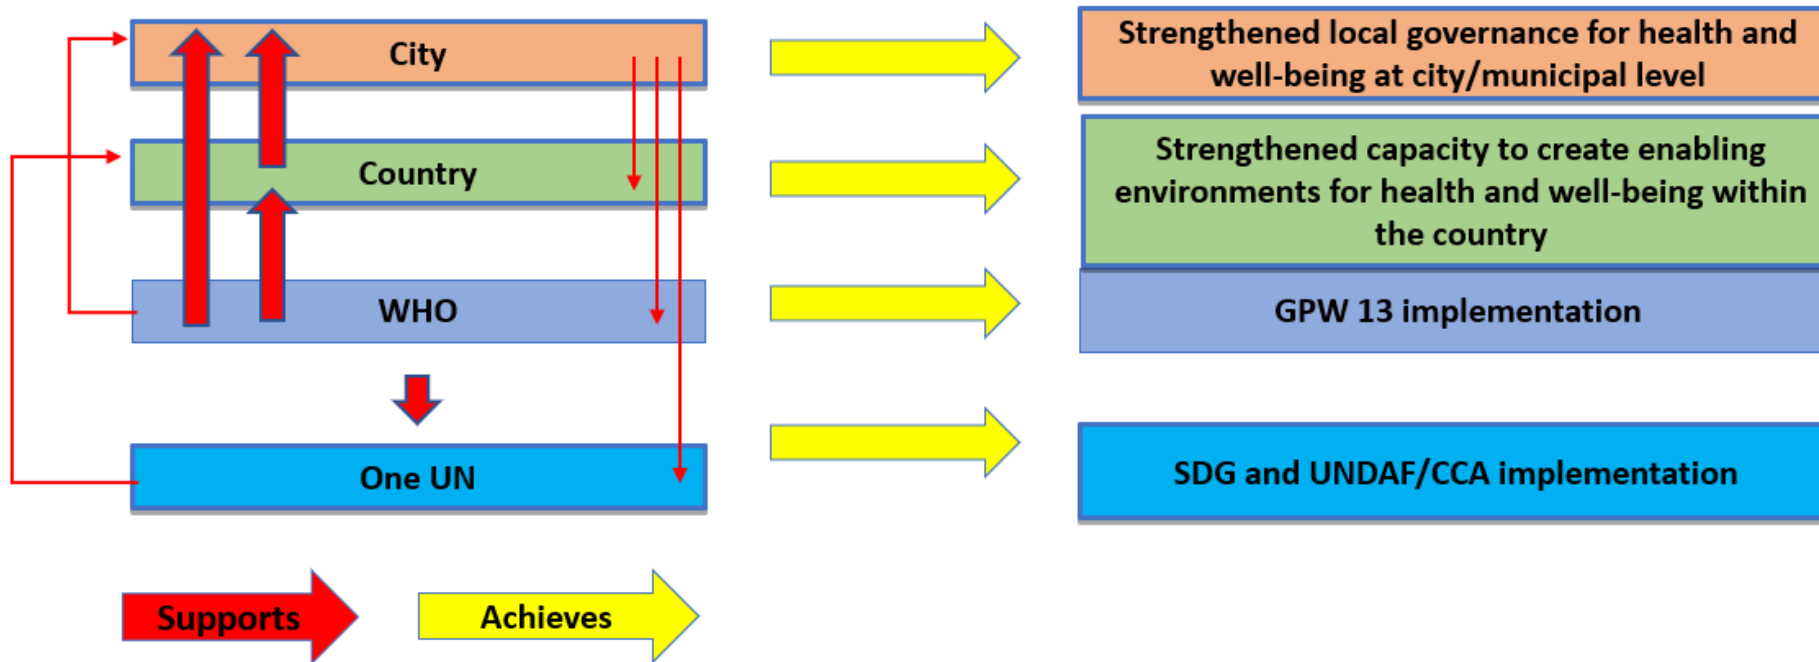 City
Strengthened local governance for health and
well-being at city/municipal level
Country
Strengthened capacity to create enabling
environments for health and well-being within
the country
WHO
GPW 13 implementation
One UN
SDG and UNDAF/CCA implementation
Supports
Achieves